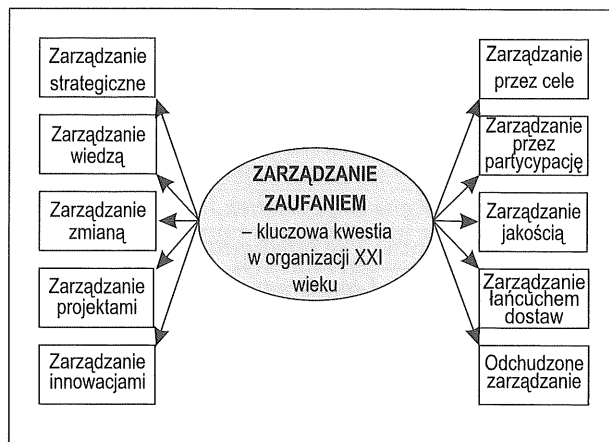 Zarządzanie
strategiczne
Zarządzanie
wiedzą
Zarządzanie
zmianą
Zarządzanie
projektami
Zarządzanie
innowacjami
ZARZĄDZANIE
ZAUFANIEM
– kluczowa kwestia
w organizacji XXI
wieku
Zarządzanie
przez cele
Zarządzanie
przez
partycypację
Zarządzanie
jakością
Zarządzanie
łańcuchem
dostaw
Odchudzone
zarządzanie